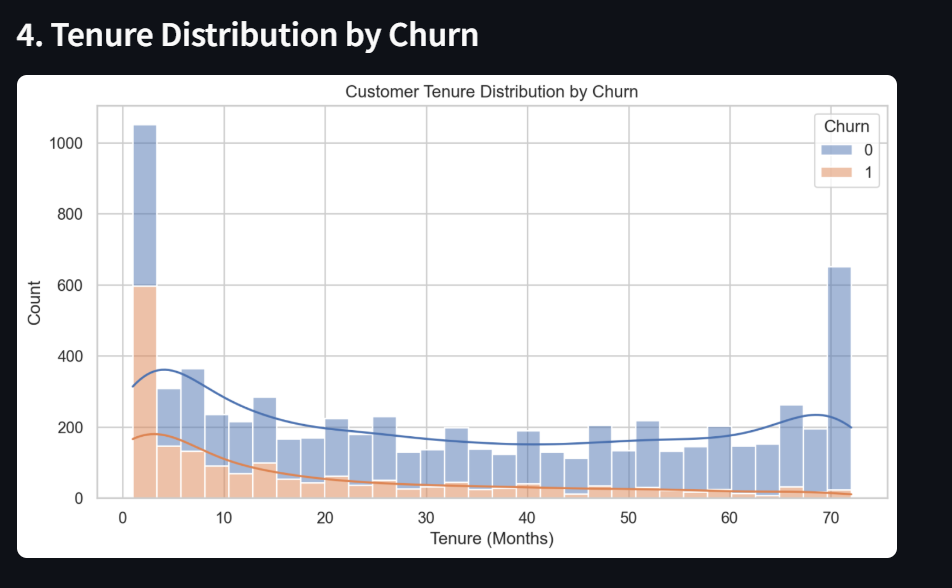 4. Tenure Distribution by Churn
Customer Tenure Distribution by Churn
Churn
0
1
1000
800
600
400
200
0
Count
0 10 20 30 40 50 60 70
Tenure (Months)